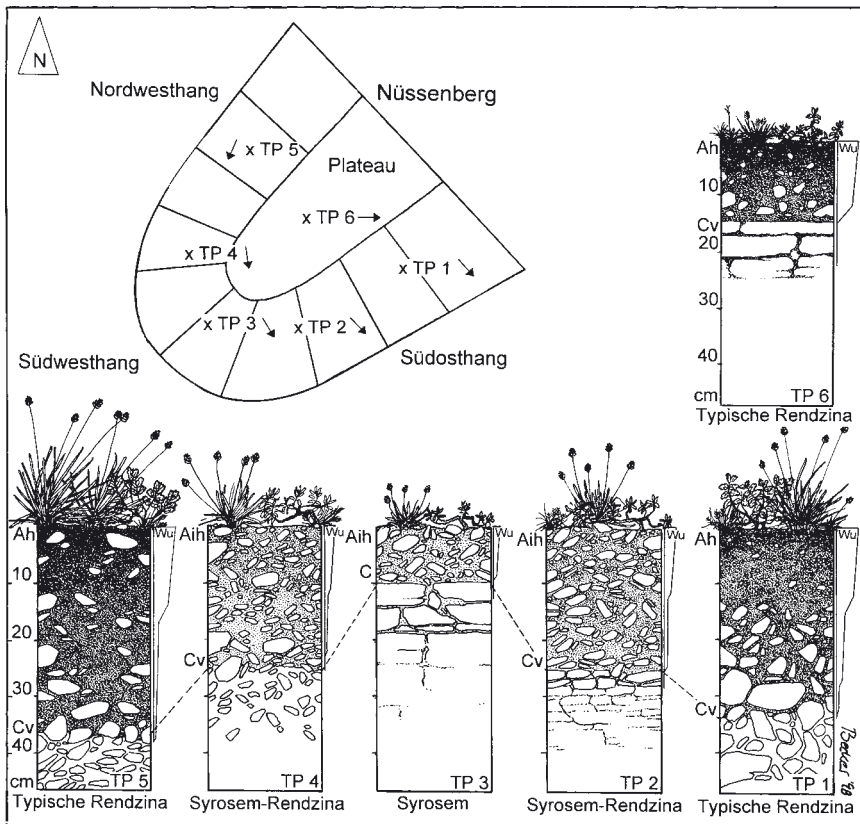 N
Nordwesthang
Nüssenberg
x TP 5
Plateau
x TP 6
x TP 4
x TP 1
x TP 3
x TP 2
Südwesthang
Südosthang
Ah
Wu
10
Cv
20
30
40
cm
TP 6
Typische Rendzina
Ah
Wu
10
20
30
Cv
40
cm
TP 5
Typische Rendzina
Aih
Wu
Cv
TP 4
Syrosem-Rendzina
Aih
Wu
C
TP 3
Syrosem
Aih
Wu
Cv
TP 2
Syrosem-Rendzina
Ah
Wu
Cv
TP 1
Typische Rendzina
Becker '98